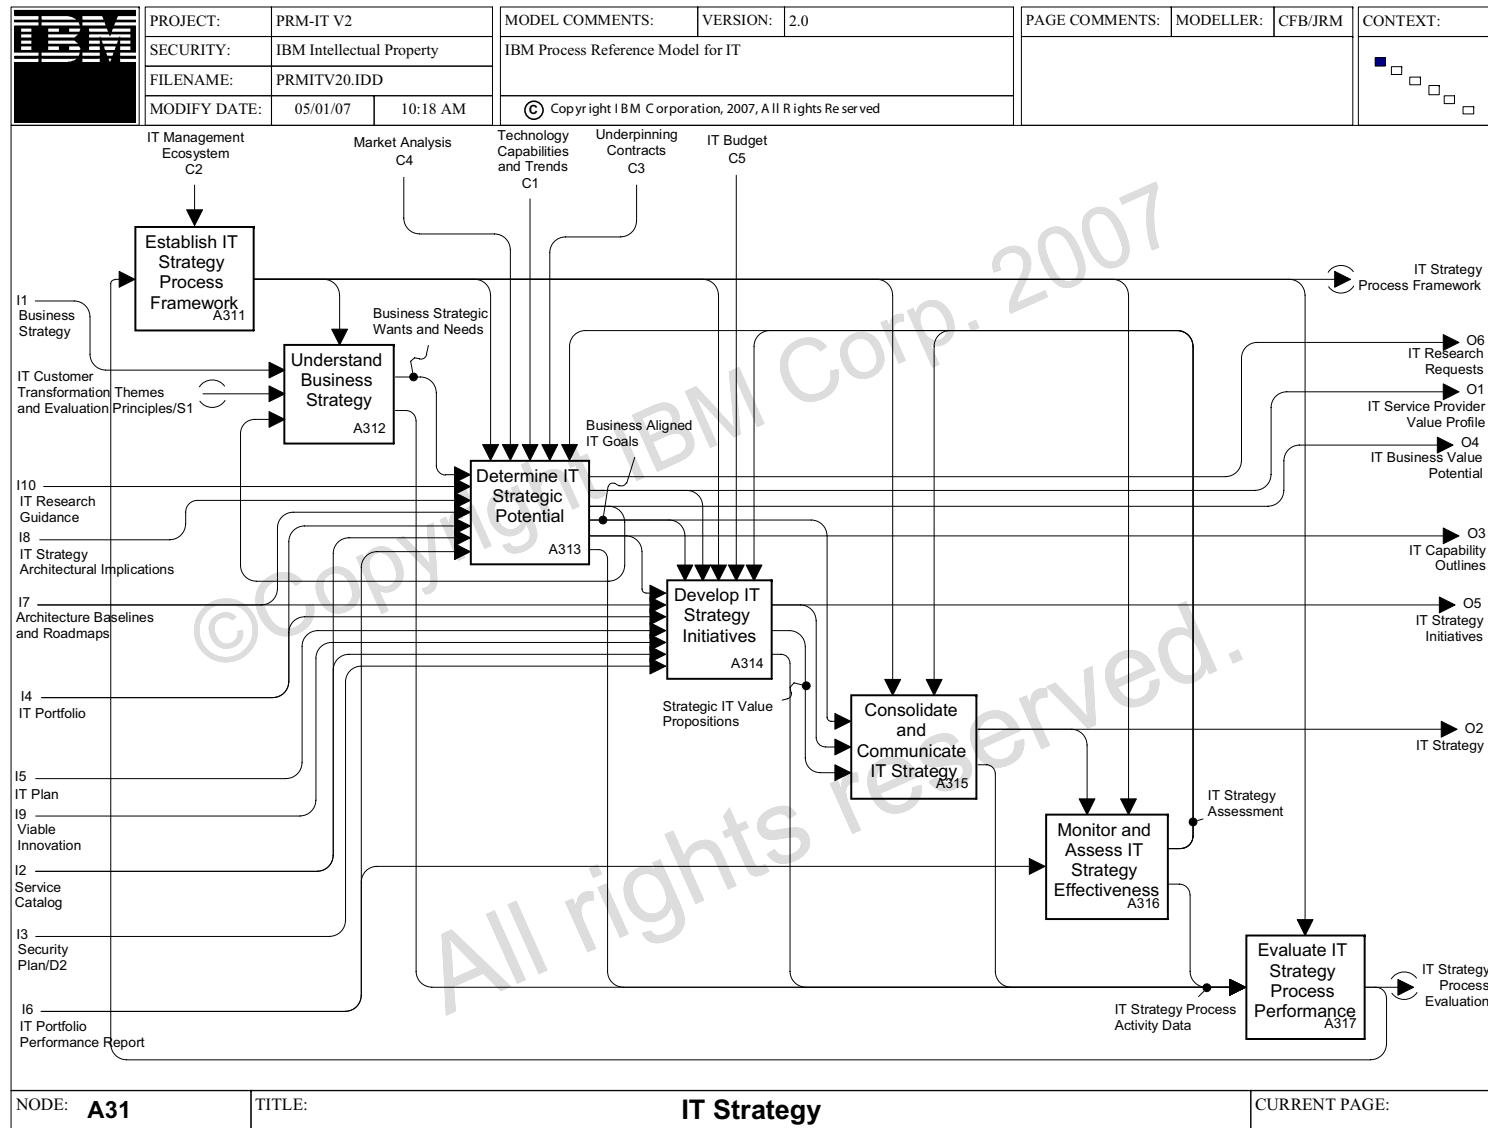 IBM
PROJECT: PRM-IT V2
SECURITY: IBM Intellectual Property
FILENAME: PRMITV20.IDD
MODIFY DATE: 05/01/07 10:18 AM
MODEL COMMENTS: VERSION: 2.0
IBM Process Reference Model for IT
© Copyright IBM Corporation, 2007, All Rights Reserved
PAGE COMMENTS: MODELLER: CFB/JRM
CONTEXT:
IT Management
Ecosystem
C2
Market Analysis
C4
Technology
Capabilities
and Trends
C1
Underpinning
Contracts
C3
IT Budget
C5
Establish IT
Strategy
Process
Framework
A311
I1
Business
Strategy
IT Customer
Transformation Themes
and Evaluation Principles/S1
Understand
Business
Strategy
A312
Business Strategic
Wants and Needs
IT Strategy
Process Framework
O6
IT Research
Requests
O1
IT Service Provider
Value Profile
O4
IT Business Value
Potential
O3
IT Capability
Outlines
O5
IT Strategy
Initiatives
Business Aligned
IT Goals
Determine IT
Strategic
Potential
A313
I10
IT Research
Guidance
I8
IT Strategy
Architectural Implications
I7
Architecture Baselines
and Roadmaps
Develop IT
Strategy
Initiatives
A314
I4
IT Portfolio
Strategic IT Value
Propositions
Consolidate
and
Communicate
IT Strategy
A315
O2
IT Strategy
I5
IT Plan
I9
Viable
Innovation
IT Strategy
Assessment
Monitor and
Assess IT
Strategy
Effectiveness
A316
I2
Service
Catalog
I3
Security
Plan/D2
Evaluate IT
Strategy
Process
Performance
A317
IT Strategy
Process
Evaluation
I6
IT Portfolio
Performance Report
IT Strategy Process
Activity Data
©Copyright IBM Corp. 2007
All rights reserved.
NODE: A31
TITLE: IT Strategy
CURRENT PAGE: